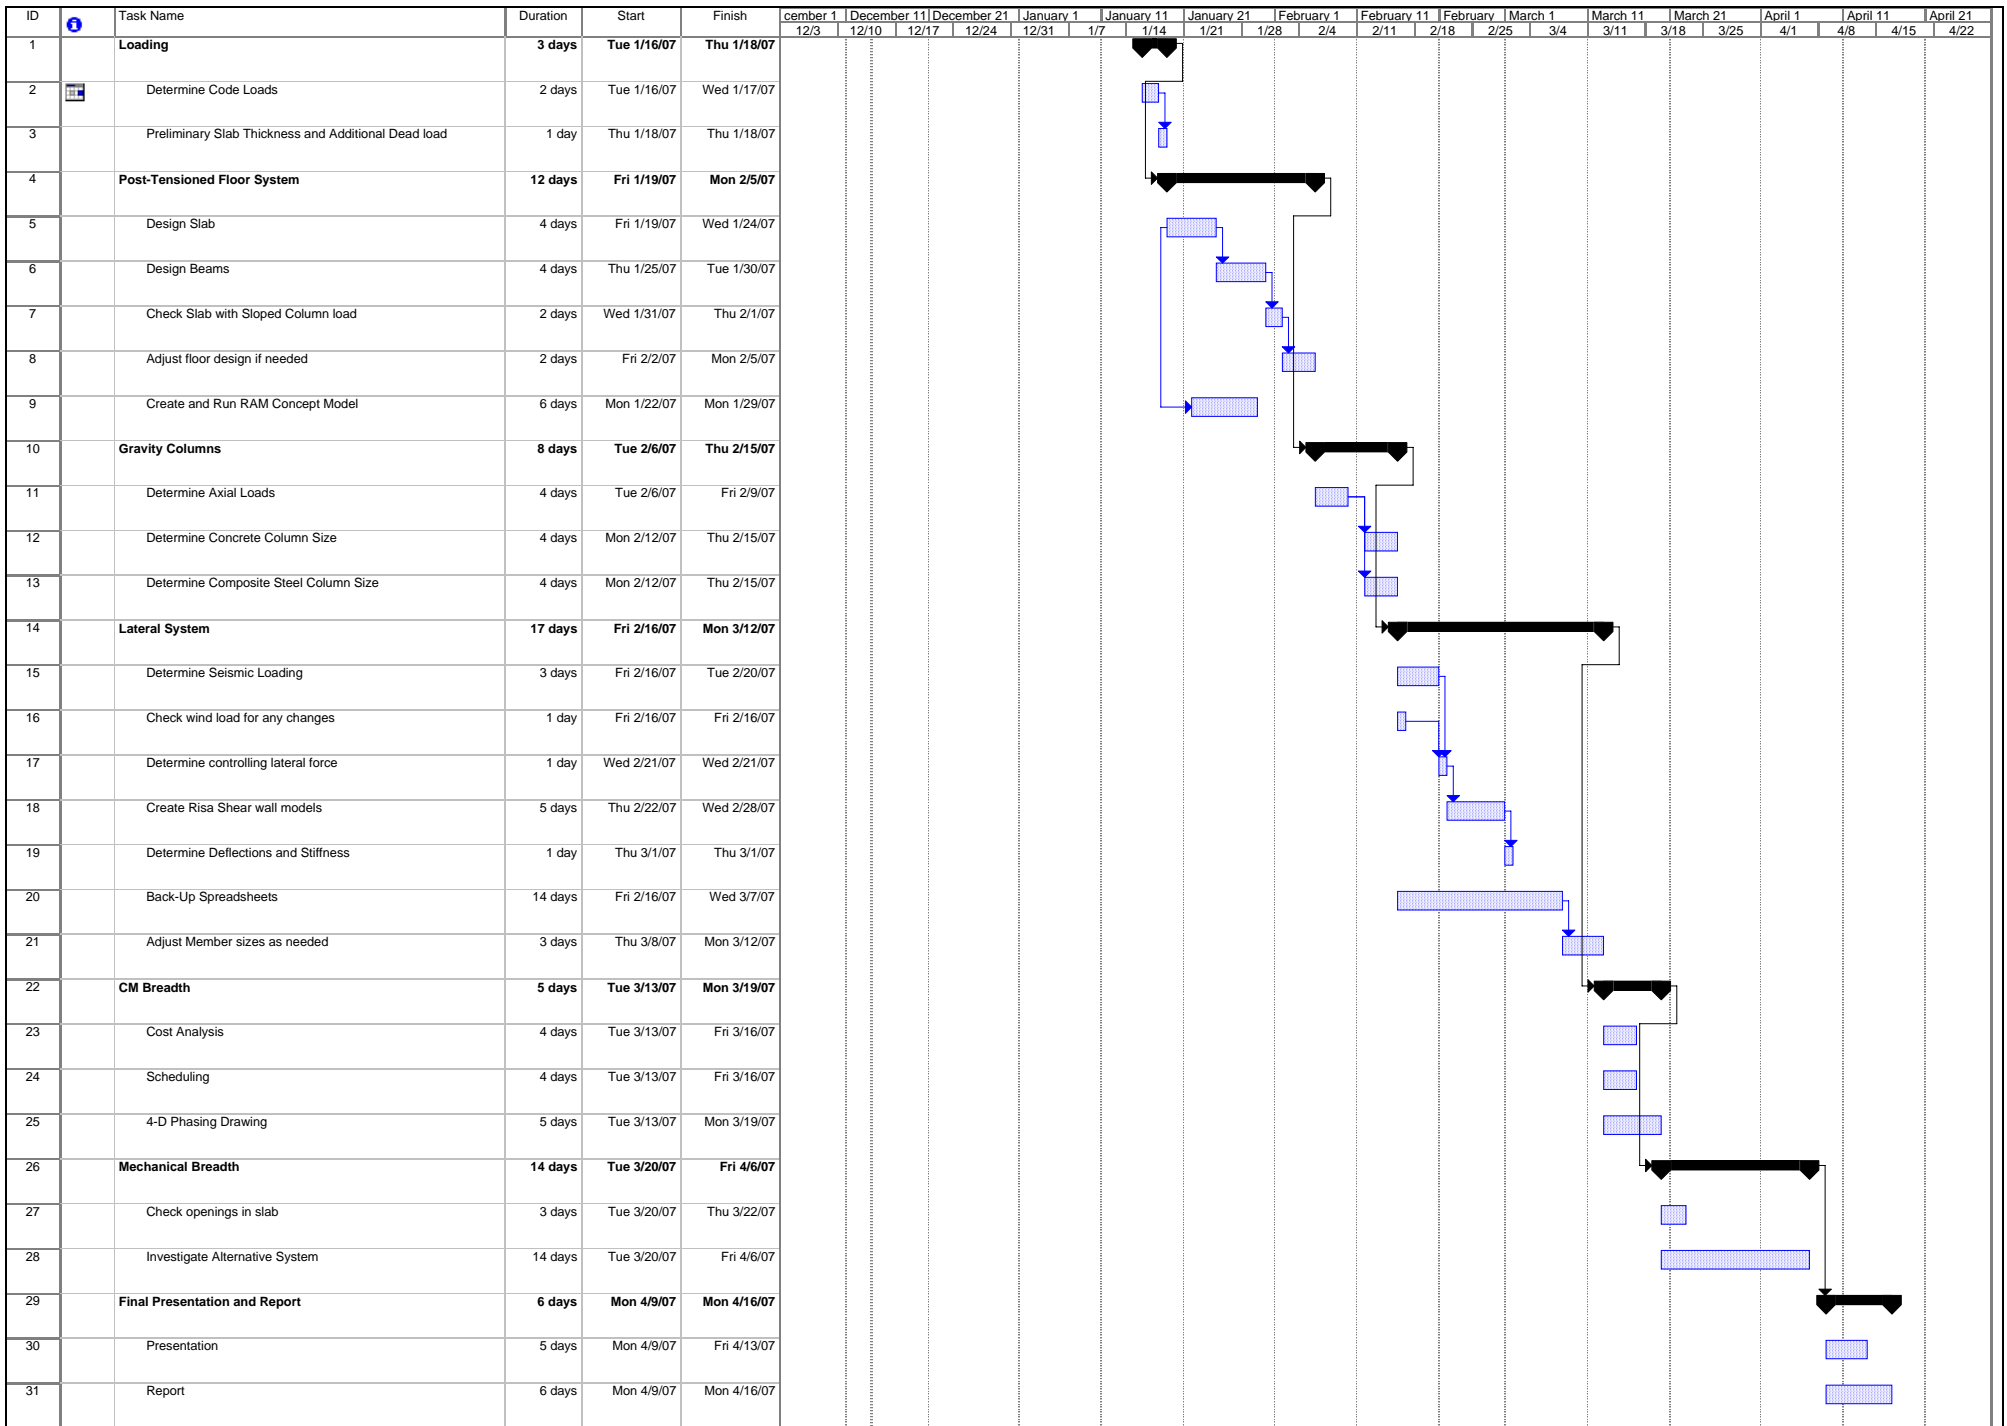 ID Task Name Duration Start Finish cember 1 December 11 December 21 January 1 January 11 January 21 February 1 February 11 February March 1 March 11 March 21 April 1 April 11 April 21
12/3 12/10 12/17 12/24 12/31 1/7 1/14 1/21 1/28 2/4 2/11 2/18 2/25 3/4 3/11 3/18 3/25 4/1 4/8 4/15 4/22
1 Loading 3 days Tue 1/16/07 Thu 1/18/07
2 Determine Code Loads 2 days Tue 1/16/07 Wed 1/17/07
3 Preliminary Slab Thickness and Additional Dead load 1 day Thu 1/18/07 Thu 1/18/07
4 Post-Tensioned Floor System 12 days Fri 1/19/07 Mon 2/5/07
5 Design Slab 4 days Fri 1/19/07 Wed 1/24/07
6 Design Beams 4 days Thu 1/25/07 Tue 1/30/07
7 Check Slab with Sloped Column load 2 days Wed 1/31/07 Thu 2/1/07
8 Adjust floor design if needed 2 days Fri 2/2/07 Mon 2/5/07
9 Create and Run RAM Concept Model 6 days Mon 1/22/07 Mon 1/29/07
10 Gravity Columns 8 days Tue 2/6/07 Thu 2/15/07
11 Determine Axial Loads 4 days Tue 2/6/07 Fri 2/9/07
12 Determine Concrete Column Size 4 days Mon 2/12/07 Thu 2/15/07
13 Determine Composite Steel Column Size 4 days Mon 2/12/07 Thu 2/15/07
14 Lateral System 17 days Fri 2/16/07 Mon 3/12/07
15 Determine Seismic Loading 3 days Fri 2/16/07 Tue 2/20/07
16 Check wind load for any changes 1 day Fri 2/16/07 Fri 2/16/07
17 Determine controlling lateral force 1 day Wed 2/21/07 Wed 2/21/07
18 Create Risa Shear wall models 5 days Thu 2/22/07 Wed 2/28/07
19 Determine Deflections and Stiffness 1 day Thu 3/1/07 Thu 3/1/07
20 Back-Up Spreadsheets 14 days Fri 2/16/07 Wed 3/7/07
21 Adjust Member sizes as needed 3 days Thu 3/8/07 Mon 3/12/07
22 CM Breadth 5 days Tue 3/13/07 Mon 3/19/07
23 Cost Analysis 4 days Tue 3/13/07 Fri 3/16/07
24 Scheduling 4 days Tue 3/13/07 Fri 3/16/07
25 4-D Phasing Drawing 5 days Tue 3/13/07 Mon 3/19/07
26 Mechanical Breadth 14 days Tue 3/20/07 Fri 4/6/07
27 Check openings in slab 3 days Tue 3/20/07 Thu 3/22/07
28 Investigate Alternative System 14 days Tue 3/20/07 Fri 4/6/07
29 Final Presentation and Report 6 days Mon 4/9/07 Mon 4/16/07
30 Presentation 5 days Mon 4/9/07 Fri 4/13/07
31 Report 6 days Mon 4/9/07 Mon 4/16/07